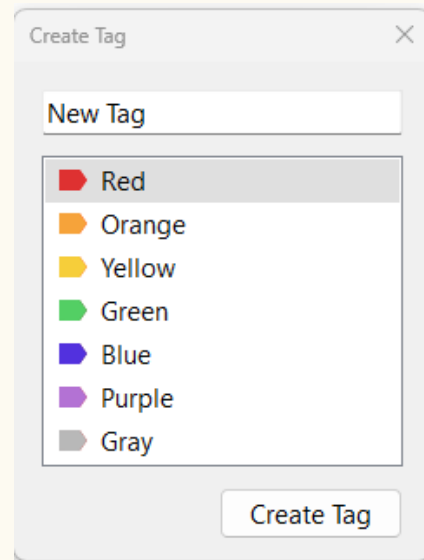 Create Tag
New Tag
Red
Orange
Yellow
Green
Blue
Purple
Gray
Create Tag